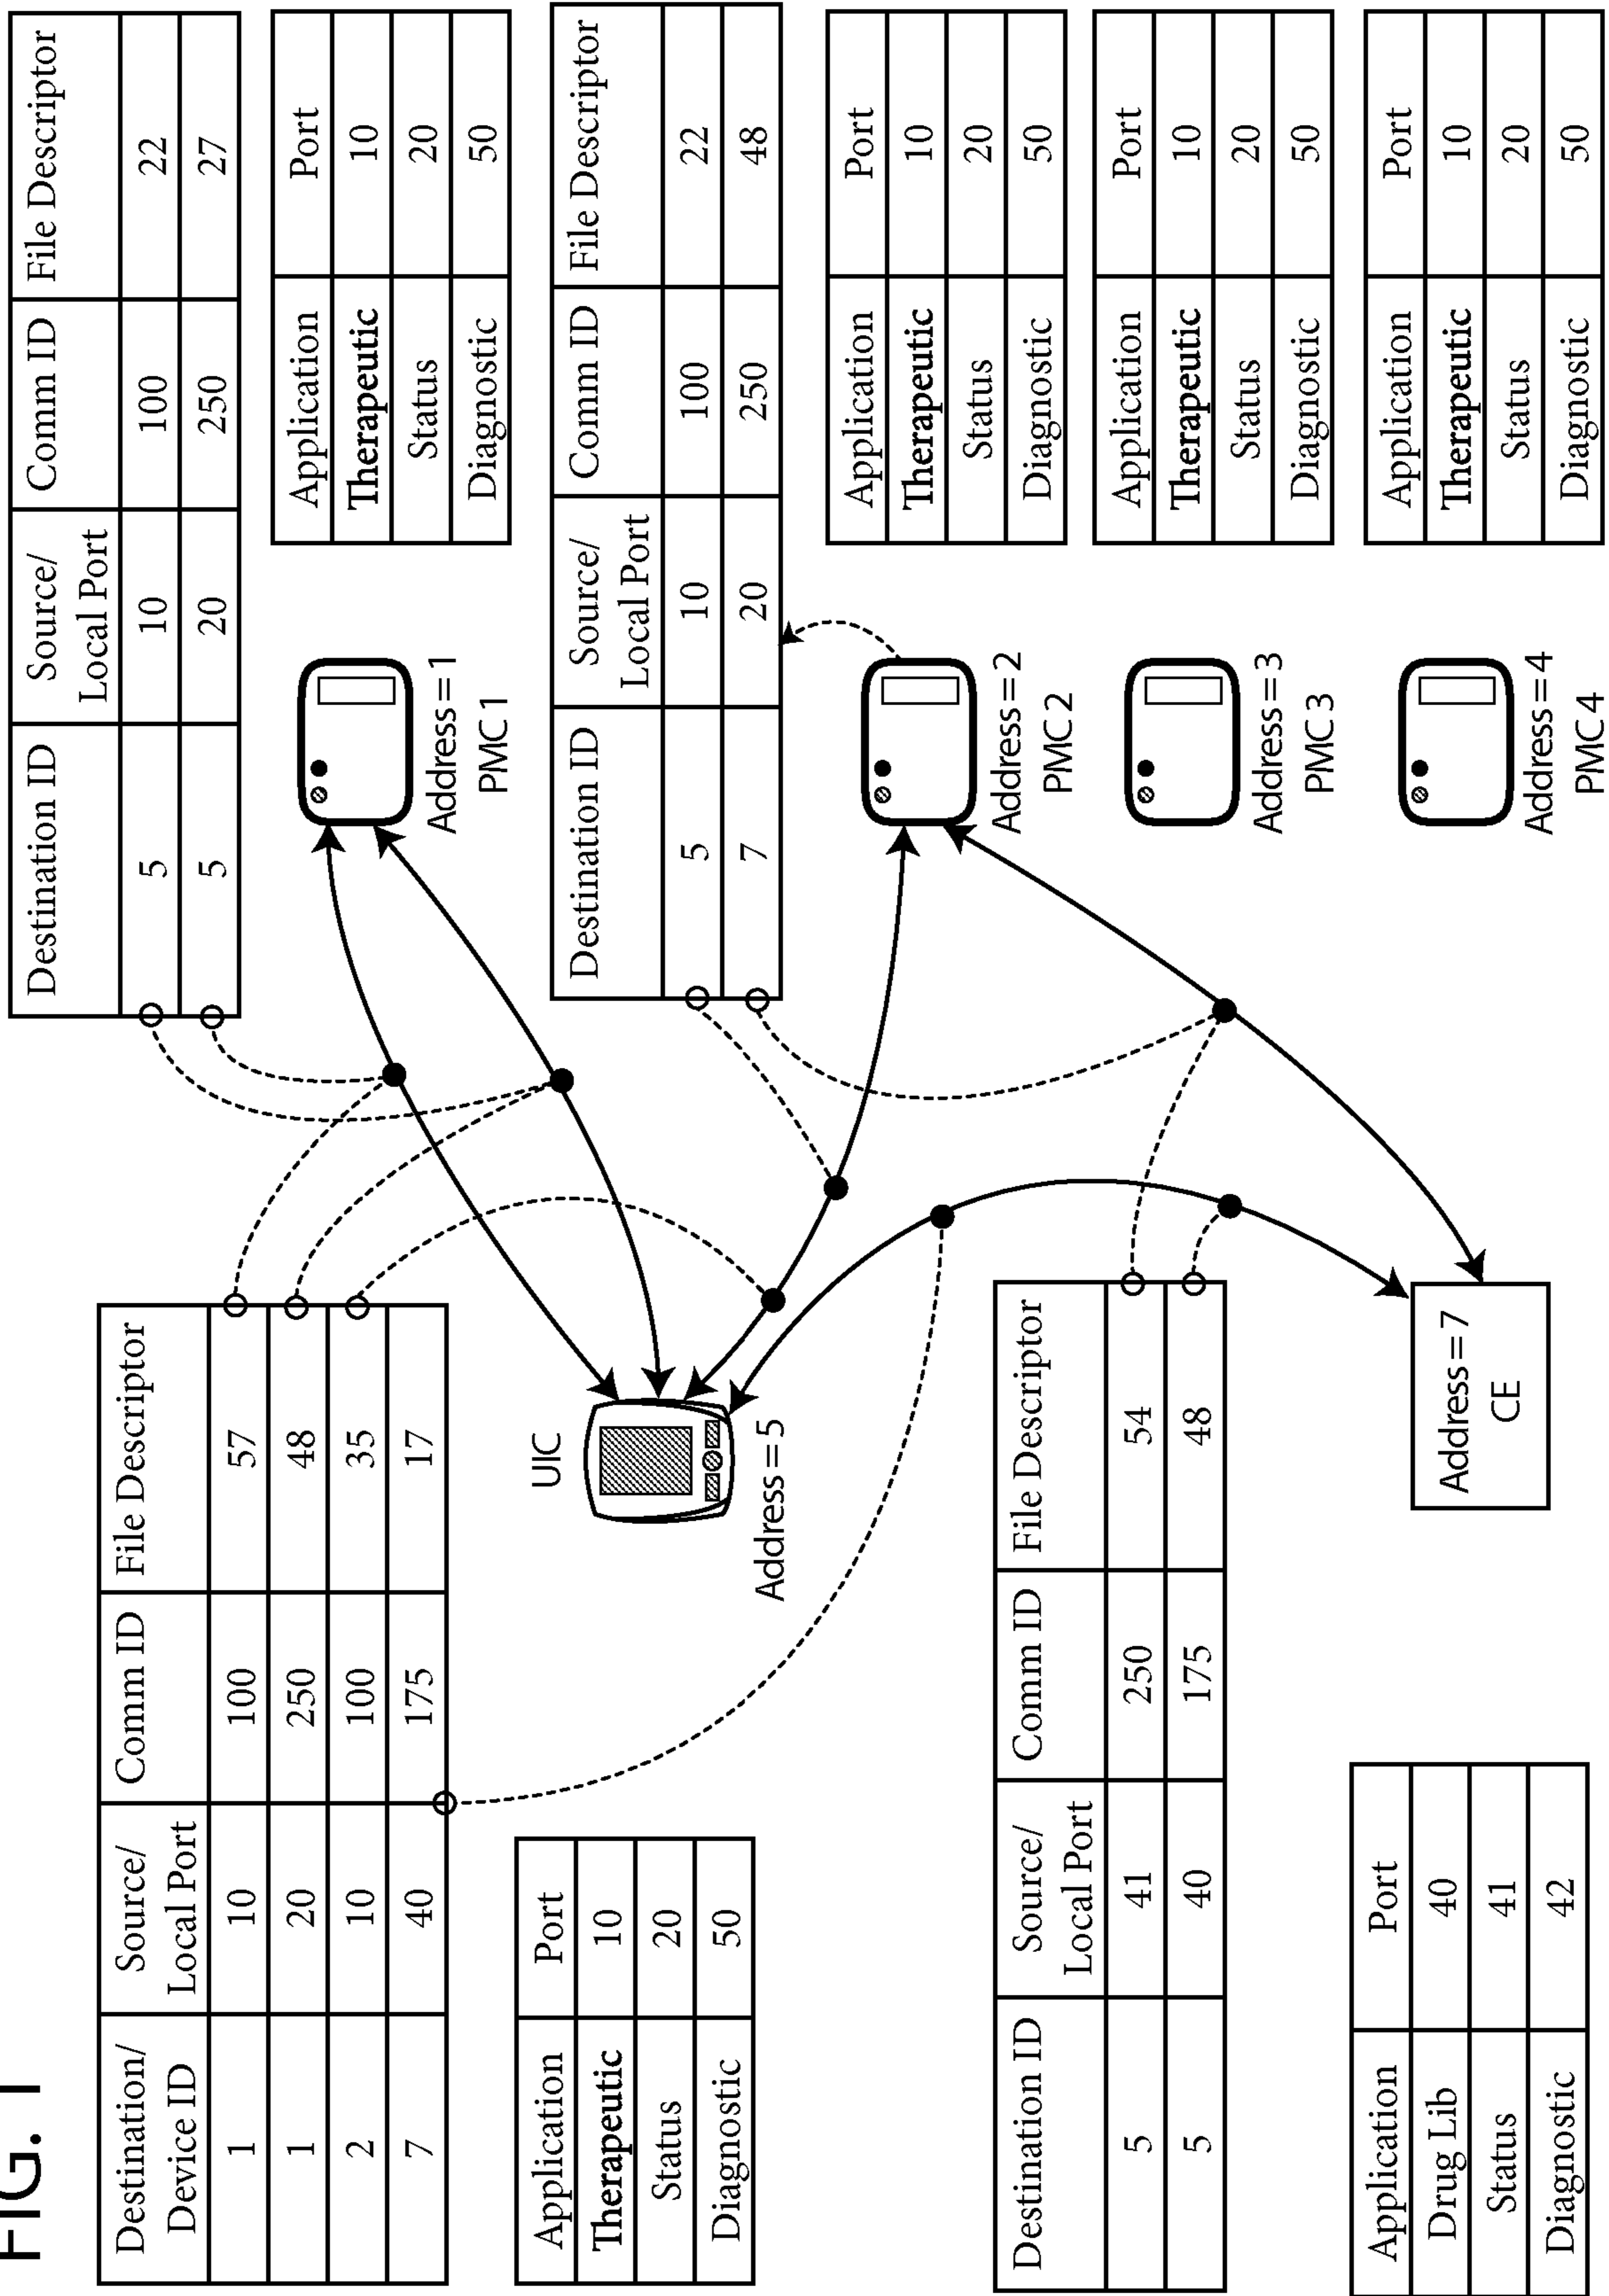 FIG. 1
Destination/
Device ID
Source/
Local Port
Comm ID
File Descriptor
1 10 100 57
1 20 250 48
2 10 100 35
7 40 175 17
Destination ID
Source/
Local Port
Comm ID
File Descriptor
5 10 100 22
5 20 250 27
Application Port
Therapeutic 10
Status 20
Diagnostic 50
Address=1
PMC 1
Application Port
Therapeutic 10
Status 20
Diagnostic 50
UIC
Address=5
Destination ID
Source/
Local Port
Comm ID
File Descriptor
5 10 100 22
7 20 250 48
Address=2
PMC 2
Application Port
Therapeutic 10
Status 20
Diagnostic 50
Destination ID
Source/
Local Port
Comm ID
File Descriptor
5 41 250 54
5 40 175 48
Address=3
PMC 3
Application Port
Therapeutic 10
Status 20
Diagnostic 50
Application Port
Drug Lib 40
Status 41
Diagnostic 42
Address=7
CE
Address=4
PMC 4
Application Port
Therapeutic 10
Status 20
Diagnostic 50